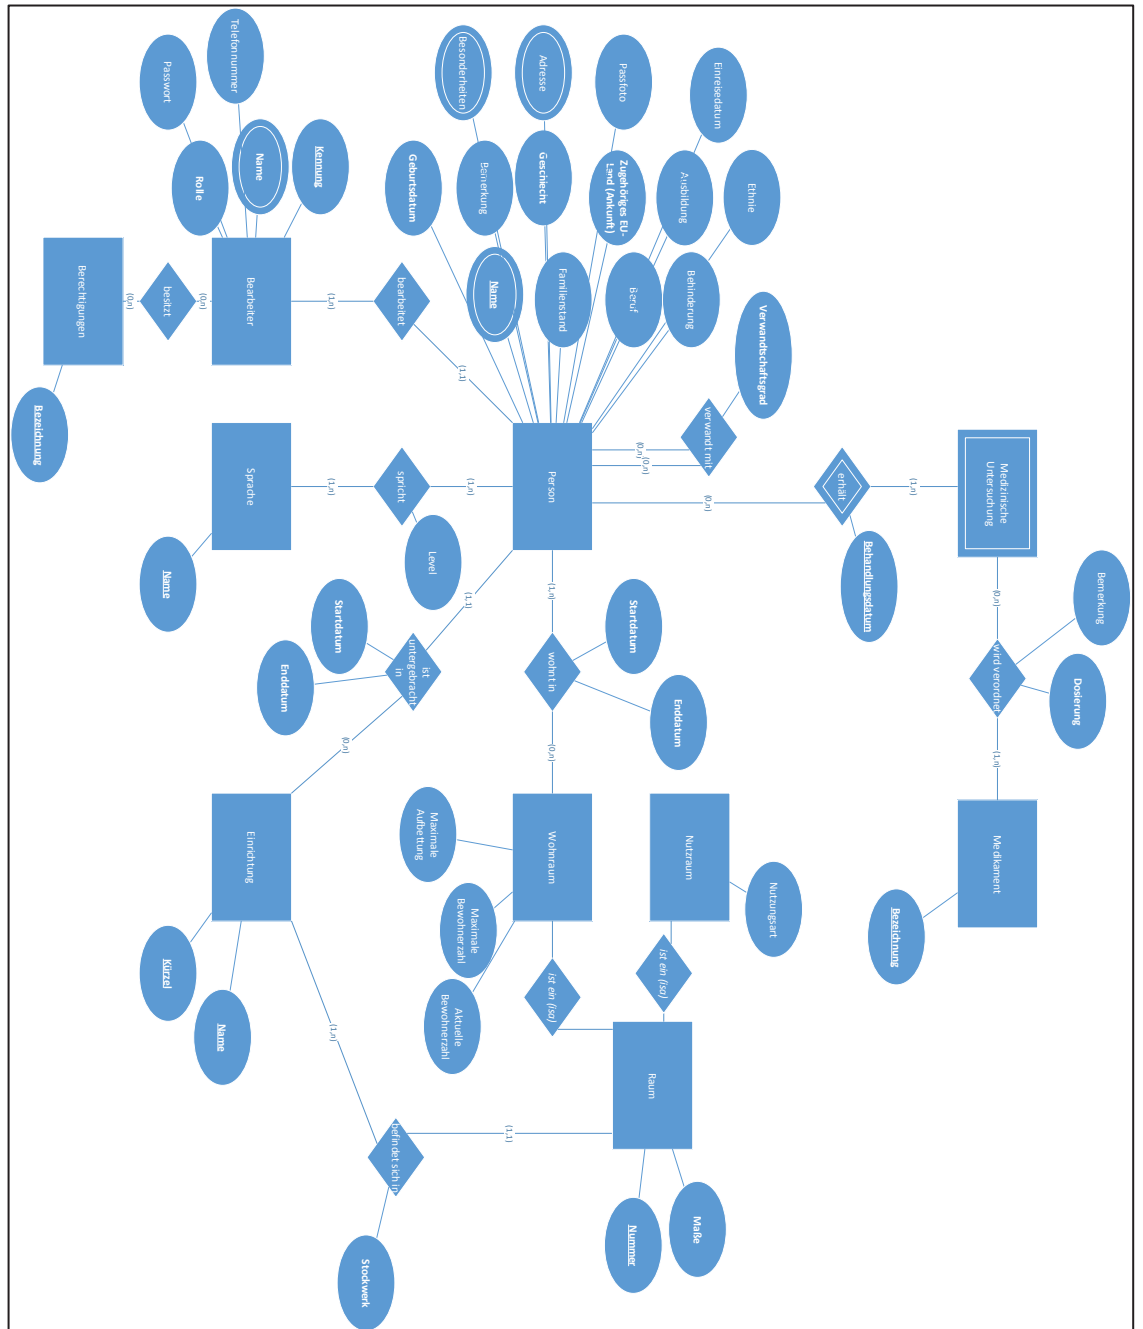 Bemerkung
Dosierung
Medizinische
Untersuchung
(0,n)
wird verordnet
(1,n)
Medikament
Bezeichnung
(1,n)
erhält
Behandlungsdatum
Nutzungsart
Ethnie
Einreisedatum
Verwandtschaftsgrad
Ausbildung
Behinderung
verwandt mit
(0,n)
Maße
Passfoto
Zugehöriges EU-
Land (Ankunft)
Beruf
(0,n)
(0,n)
Startdatum
Enddatum
Nutzraum
ist ein (isa)
Raum
Nummer
Adresse
Geschlecht
Familienstand
Person
(1,n)
wohnt in
(0,n)
Wohnraum
ist ein (isa)
(1,1)
Besonderheiten
Bemerkung
Name
(1,1)
(1,n)
(1,1)
Maximale
Aufbettung
Maximale
Bewohnerzahl
Aktuelle
Bewohnerzahl
Geburtsdatum
bearbeitet
spricht
Level
ist
untergebracht
in
befindet sich in
Stockwerk
Kennung
(1,n)
(1,n)
Startdatum
Enddatum
(0,n)
(1,n)
Telefonnummer
Name
Bearbeiter
Sprache
Einrichtung
Name
Passwort
Rolle
(0,n)
Name
Kürzel
besitzt
(0,n)
Berechtigungen
Bezeichnung